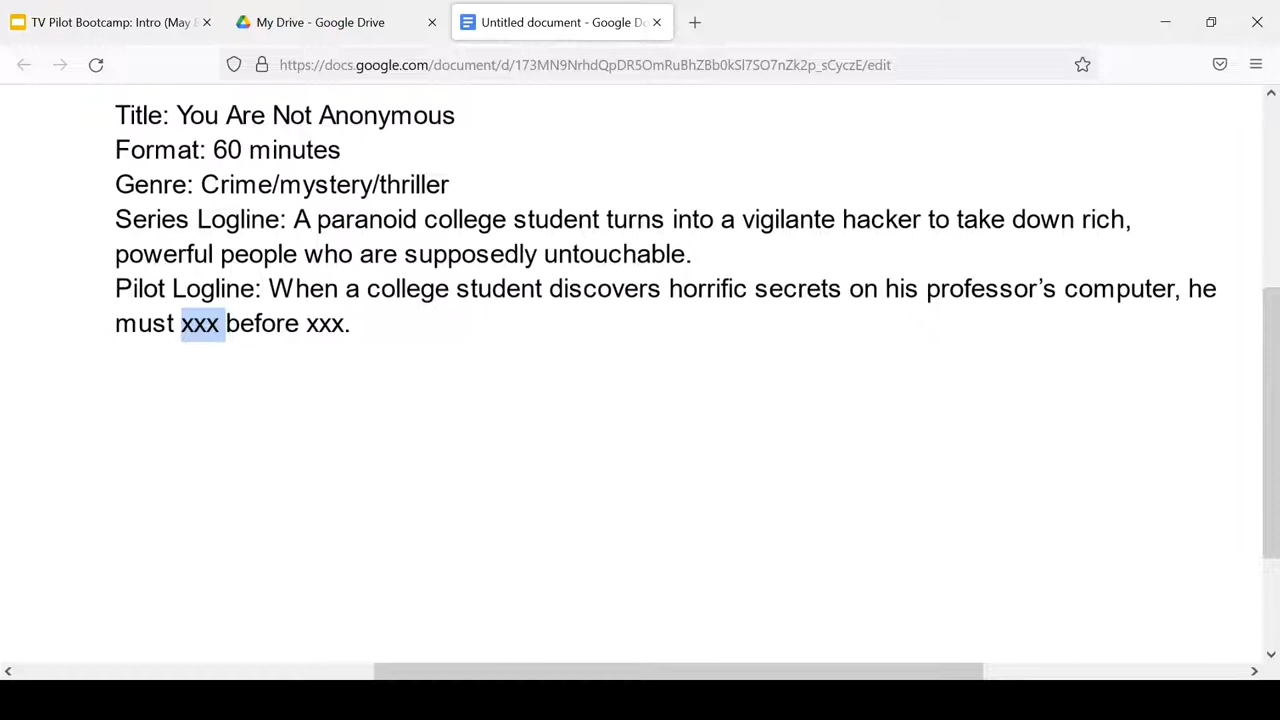 TV Pilot Bootcamp: Intro (May E
My Drive - Google Drive
Untitled document - Google Do
https://docs.google.com/document/d/173MN9NrhdQpDR5OmRuBhZBb0kSl7SO7nZk2p_sCyczE/edit
Title: You Are Not Anonymous
Format: 60 minutes
Genre: Crime/mystery/thriller
Series Logline: A paranoid college student turns into a vigilante hacker to take down rich,
powerful people who are supposedly untouchable.
Pilot Logline: When a college student discovers horrific secrets on his professor’s computer, he
must xxx before xxx.